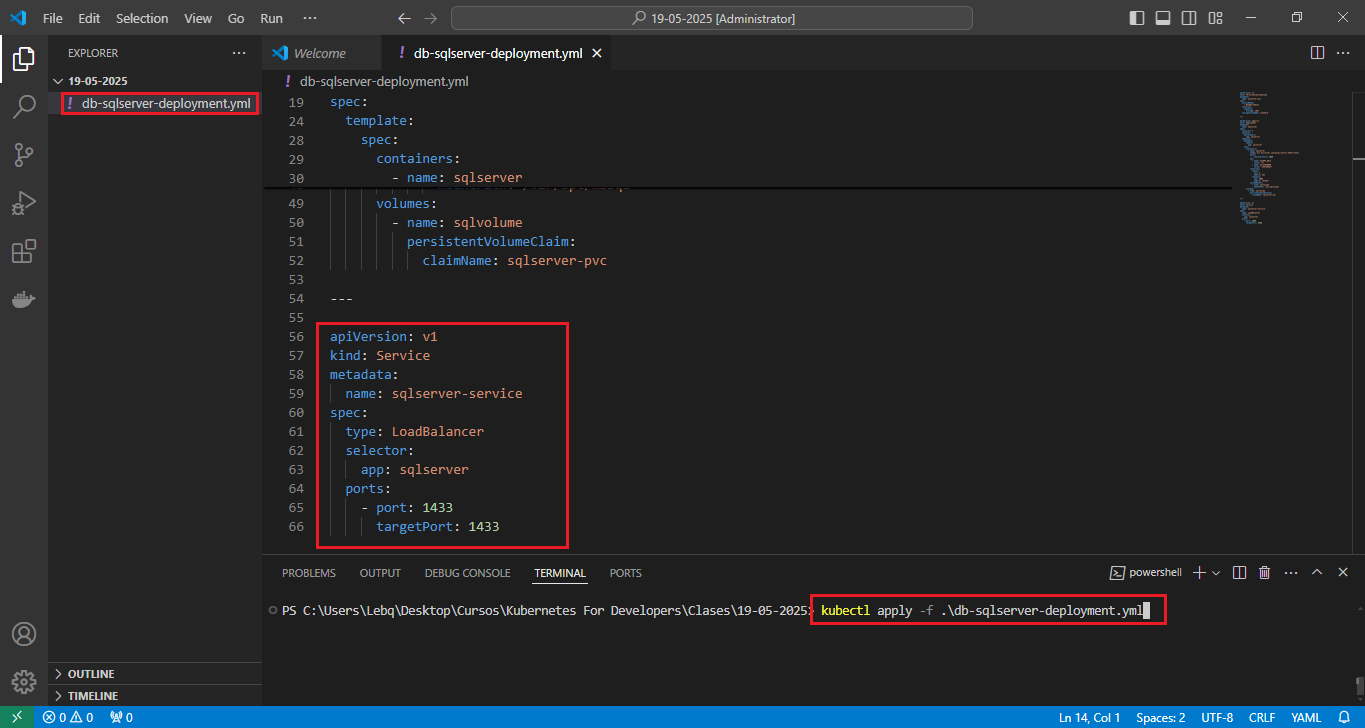 File Edit Selection View Go Run ···
19-05-2025 [Administrator]
EXPLORER
19-05-2025
! db-sqlserver-deployment.yml
Welcome
! db-sqlserver-deployment.yml
! db-sqlserver-deployment.yml
19 spec:
24 template:
28 spec:
29 containers:
30 - name: sqlserver
49 volumes:
50 - name: sqlvolume
51 persistentVolumeClaim:
52 claimName: sqlserver-pvc
53
54 ---
55
56 apiVersion: v1
57 kind: Service
58 metadata:
59 name: sqlserver-service
60 spec:
61 type: LoadBalancer
62 selector:
63 app: sqlserver
64 ports:
65 - port: 1433
66 targetPort: 1433
PROBLEMS OUTPUT DEBUG CONSOLE TERMINAL PORTS
powershell
PS C:\Users\Lebq\Desktop\Cursos\Kubernetes For Developers\Clases\19-05-2025> kubectl apply -f .\db-sqlserver-deployment.yml
OUTLINE
TIMELINE
0 0 0
Ln 14, Col 1 Spaces: 2 UTF-8 CRLF YAML